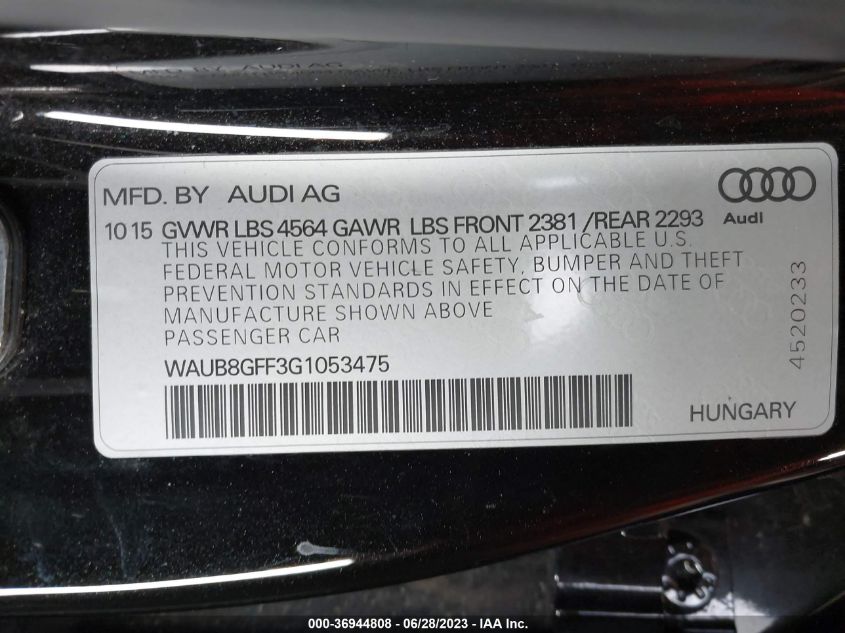 MFD. BY AUDI AG
Audi
10 15 GVWR LBS 4564 GAWR LBS FRONT 2381 /REAR 2293
THIS VEHICLE CONFORMS TO ALL APPLICABLE U.S.
FEDERAL MOTOR VEHICLE SAFETY, BUMPER AND THEFT
PREVENTION STANDARDS IN EFFECT ON THE DATE OF
MANUFACTURE SHOWN ABOVE
PASSENGER CAR
WAUB8GFF3G1053475
HUNGARY
4520233
000-36944808 - 06/28/2023 - IAA Inc.